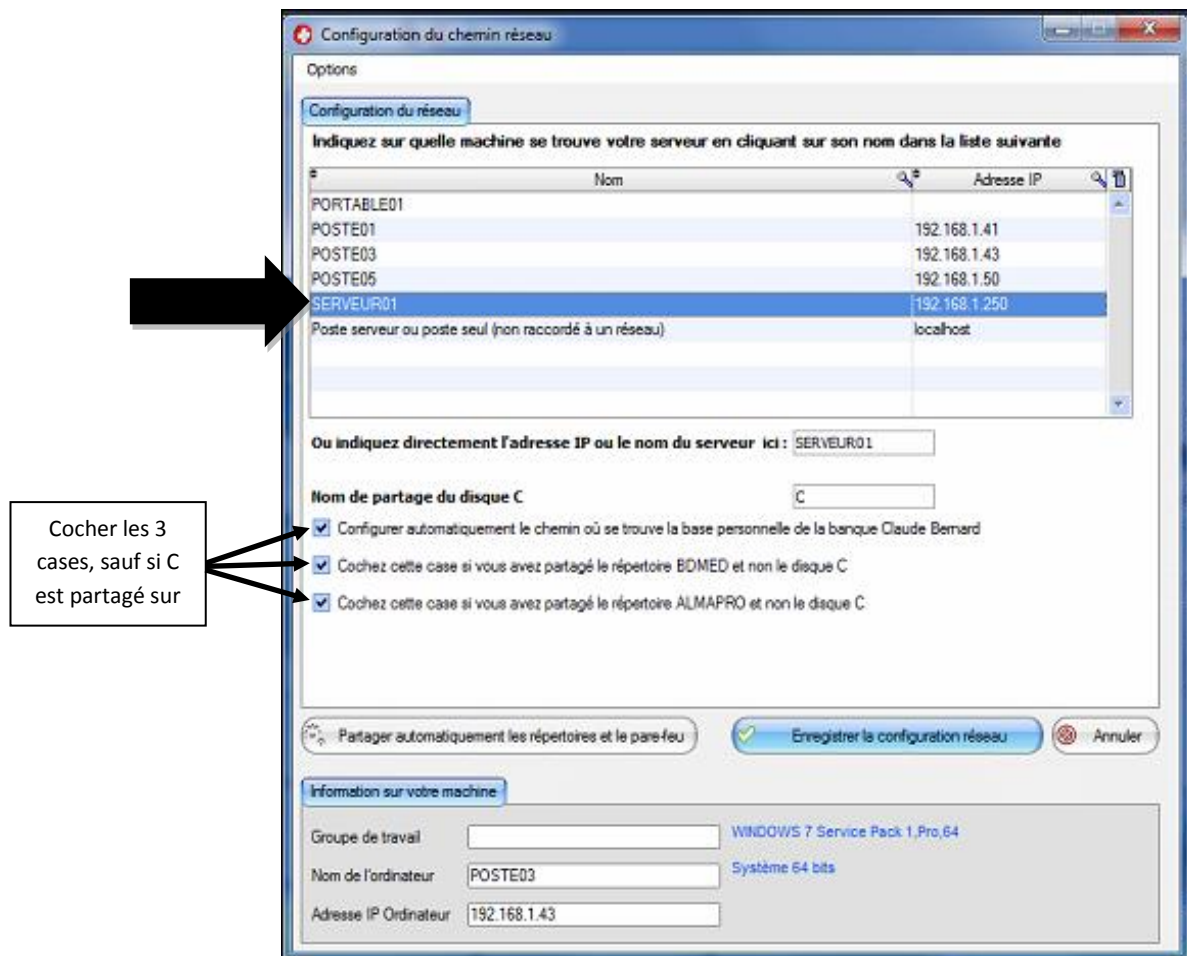 Configuration du chemin réseau
Options
Configuration du réseau
Indiquez sur quelle machine se trouve votre serveur en cliquant sur son nom dans la liste suivante
Nom Adresse IP
PORTABLE01
POSTE01 192.168.1.41
POSTE03 192.168.1.43
POSTE05 192.168.1.50
SERVEUR01 192.168.1.250
Poste serveur ou poste seul (non raccordé à un réseau) localhost
Ou indiquez directement l'adresse IP ou le nom du serveur ici : SERVEUR01
Nom de partage du disque C C
Cocher les 3
cases, sauf si C
est partagé sur
Configurer automatiquement le chemin où se trouve la base personnelle de la banque Claude Bernard
Cochez cette case si vous avez partagé le répertoire BDMED et non le disque C
Cochez cette case si vous avez partagé le répertoire ALMAPRO et non le disque C
Partager automatiquement les répertoires et le pare-feu Enregistrer la configuration réseau Annuler
Information sur votre machine
Groupe de travail WINDOWS 7 Service Pack 1,Pro,64
Nom de l'ordinateur POSTE03 Système 64 bits
Adresse IP Ordinateur 192.168.1.43